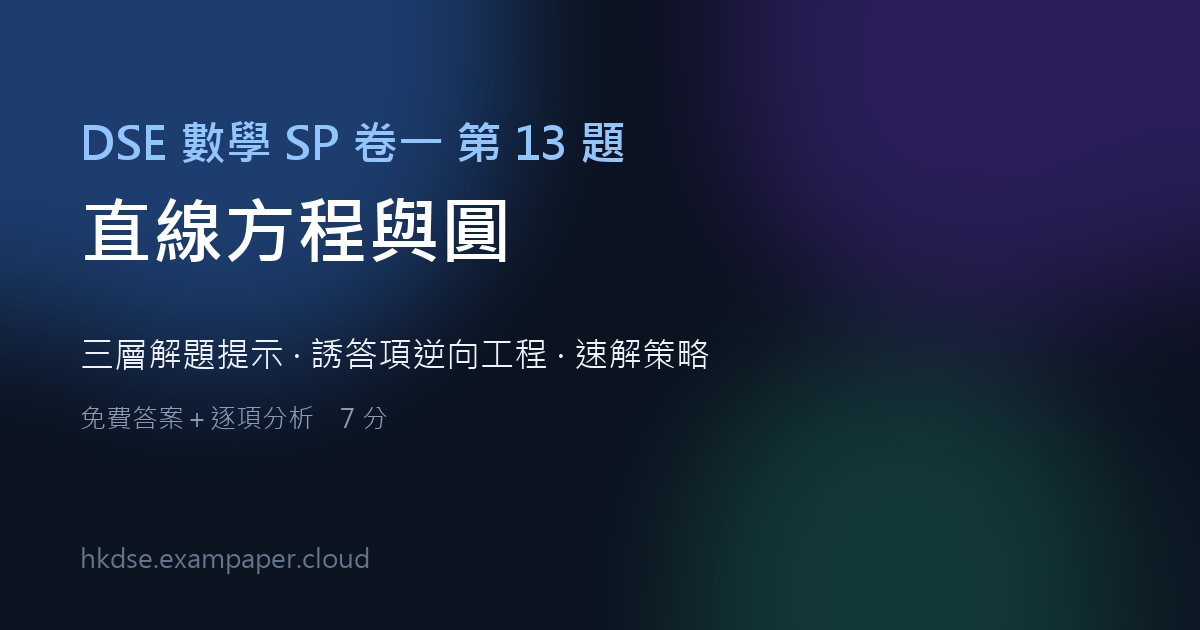 DSE 數學 SP 卷一 第 13 題
直線方程與圓
三層解題提示 · 誘答項逆向工程 · 速解策略
免費答案 + 逐項分析 7 分
hkdse.exampaper.cloud